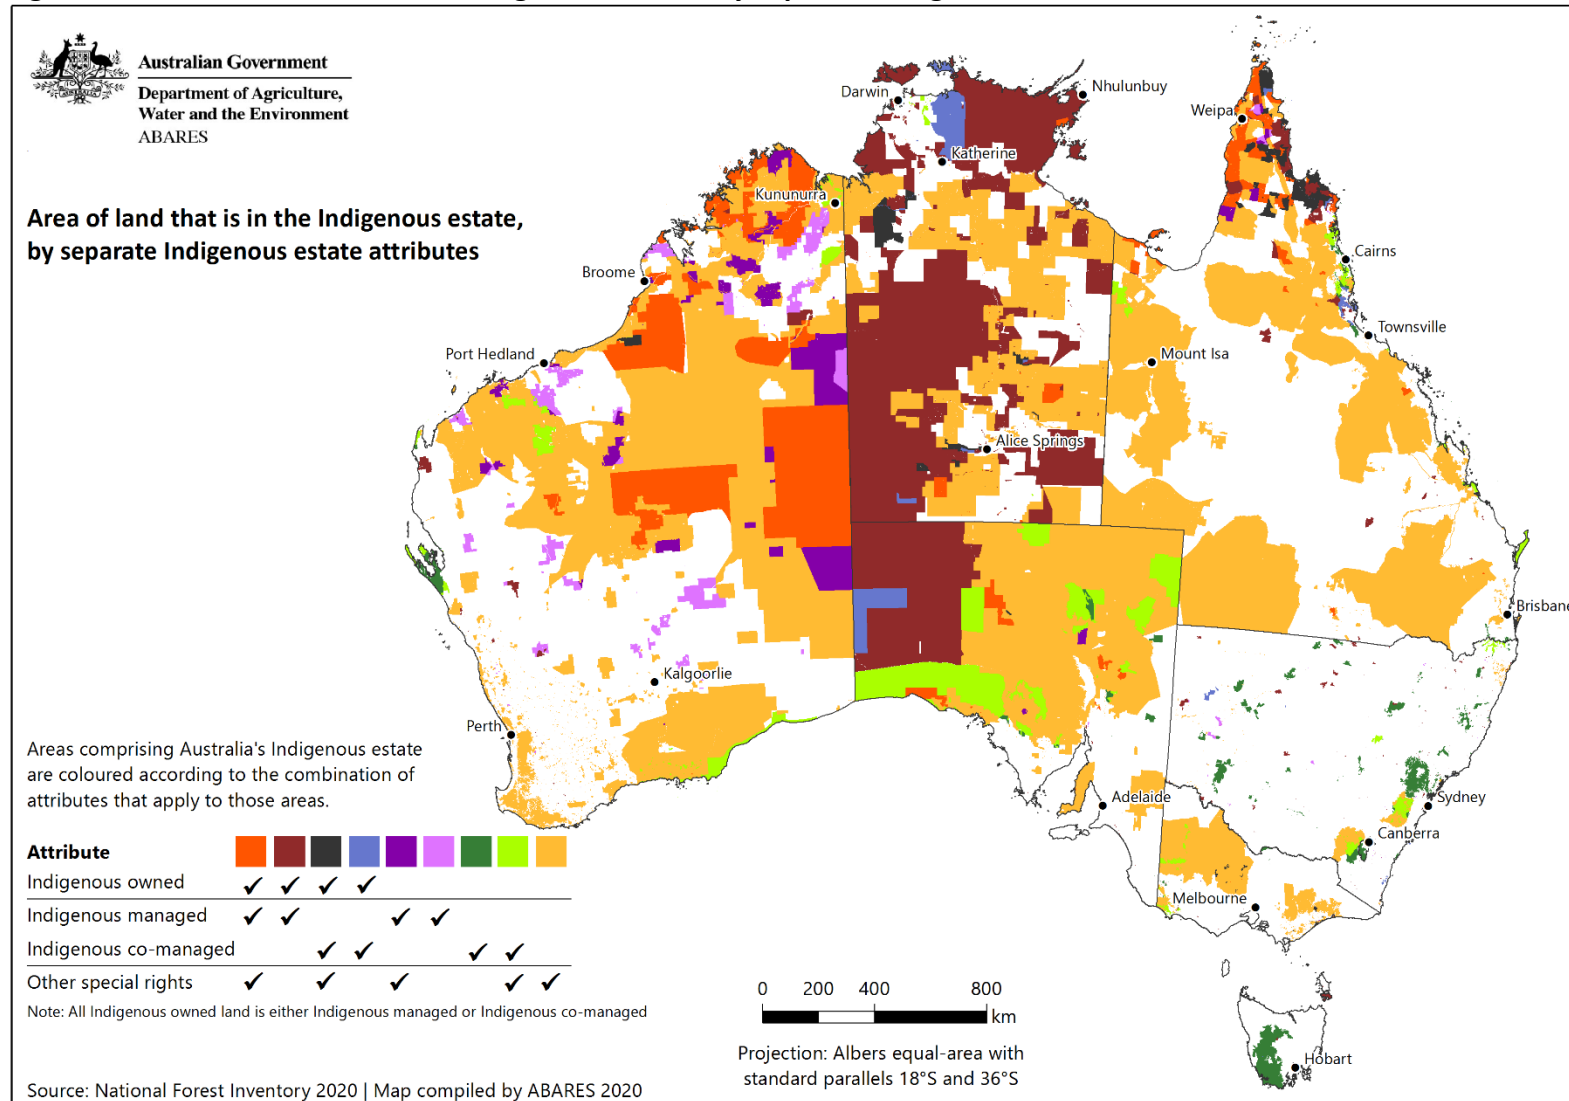 Australian Government
Department of Agriculture,
Water and the Environment
ABARES
Area of land that is in the Indigenous estate,
by separate Indigenous estate attributes
Darwin
Nhulunbuy
Weipa
Katherine
Kununurra
Broome
Cairns
Townsville
Port Hedland
Mount Isa
Alice Springs
Brisbane
Kalgoorlie
Perth
Adelaide
Sydney
Canberra
Melbourne
Hobart
Areas comprising Australia's Indigenous estate
are coloured according to the combination of
attributes that apply to those areas.
Attribute
Indigenous owned ✓ ✓ ✓ ✓
Indigenous managed ✓ ✓ ✓ ✓
Indigenous co-managed ✓ ✓ ✓ ✓
Other special rights ✓ ✓ ✓ ✓ ✓
Note: All Indigenous owned land is either Indigenous managed or Indigenous co-managed
0 200 400 800
km
Projection: Albers equal-area with
standard parallels 18°S and 36°S
Source: National Forest Inventory 2020 | Map compiled by ABARES 2020